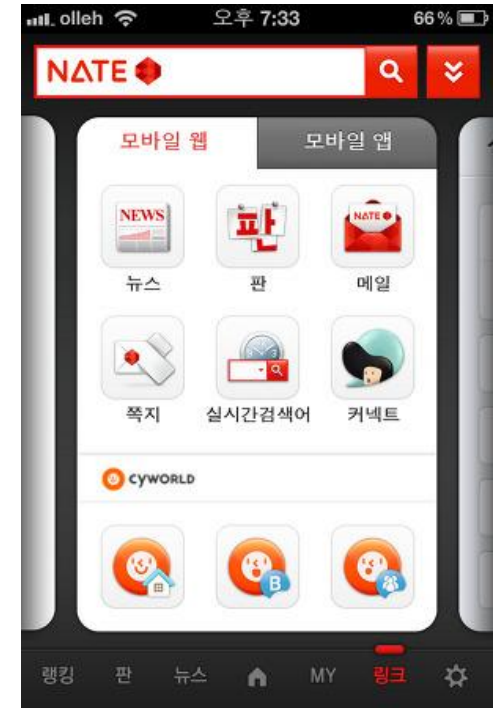 olleh 오후 7:33 66%
NATE
모바일 웹 모바일 앱
NEWS 판 NATE
뉴스 판 메일
쪽지 실시간검색어 커넥트
CYWORLD
B
랭킹 판 뉴스 MY 링크